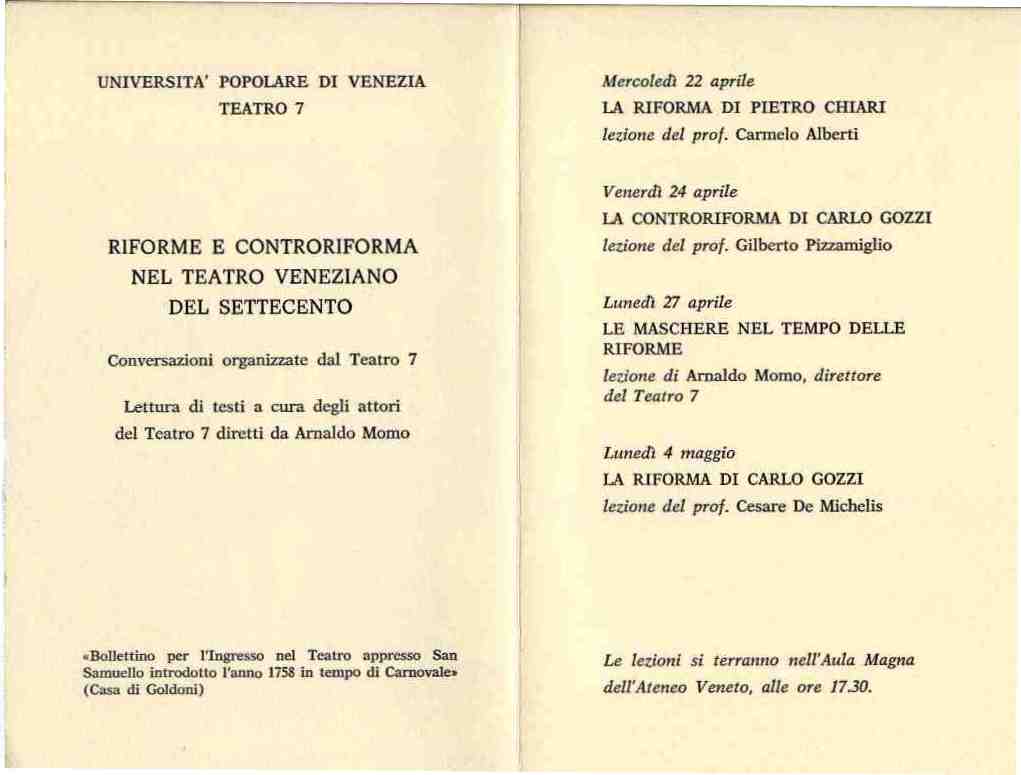 UNIVERSITA' POPOLARE DI VENEZIA
TEATRO 7
RIFORME E CONTRORIFORMA
NEL TEATRO VENEZIANO
DEL SETTECENTO
Conversazioni organizzate dal Teatro 7
Lettura di testi a cura degli attori
del Teatro 7 diretti da Arnaldo Momo
«Bollettino per l'Ingresso nel Teatro appresso San
Samuello introdotto l'anno 1758 in tempo di Carnovale»
(Casa di Goldoni)
Mercoledì 22 aprile
LA RIFORMA DI PIETRO CHIARI
lezione del prof. Carmelo Alberti
Venerdì 24 aprile
LA CONTRORIFORMA DI CARLO GOZZI
lezione del prof. Gilberto Pizzamiglio
Lunedì 27 aprile
LE MASCHERE NEL TEMPO DELLE
RIFORME
lezione di Arnaldo Momo, direttore
del Teatro 7
Lunedì 4 maggio
LA RIFORMA DI CARLO GOZZI
lezione del prof. Cesare De Michelis
Le lezioni si terranno nell'Aula Magna
dell'Ateneo Veneto, alle ore 17.30.